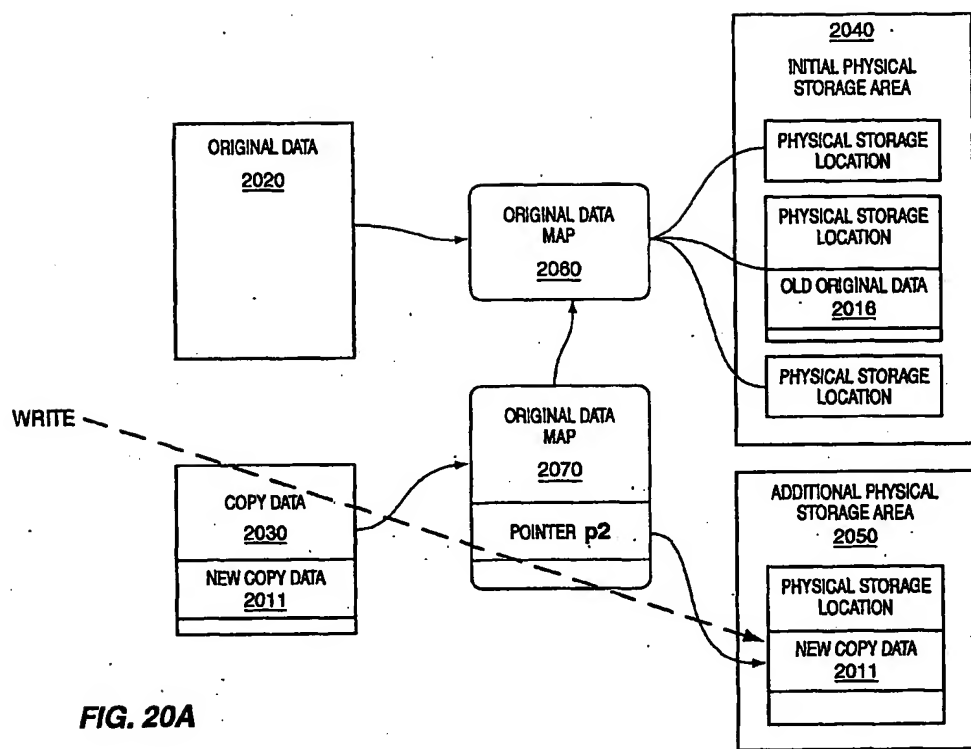 2040
INITIAL PHYSICAL
STORAGE AREA
PHYSICAL STORAGE
LOCATION
PHYSICAL STORAGE
LOCATION
OLD ORIGINAL DATA
2016
PHYSICAL STORAGE
LOCATION
ORIGINAL DATA
2020
ORIGINAL DATA
MAP
2060
WRITE
COPY DATA
2030
NEW COPY DATA
2011
ORIGINAL DATA
MAP
2070
POINTER p2
ADDITIONAL PHYSICAL
STORAGE AREA
2050
PHYSICAL STORAGE
LOCATION
NEW COPY DATA
2011
FIG. 20A